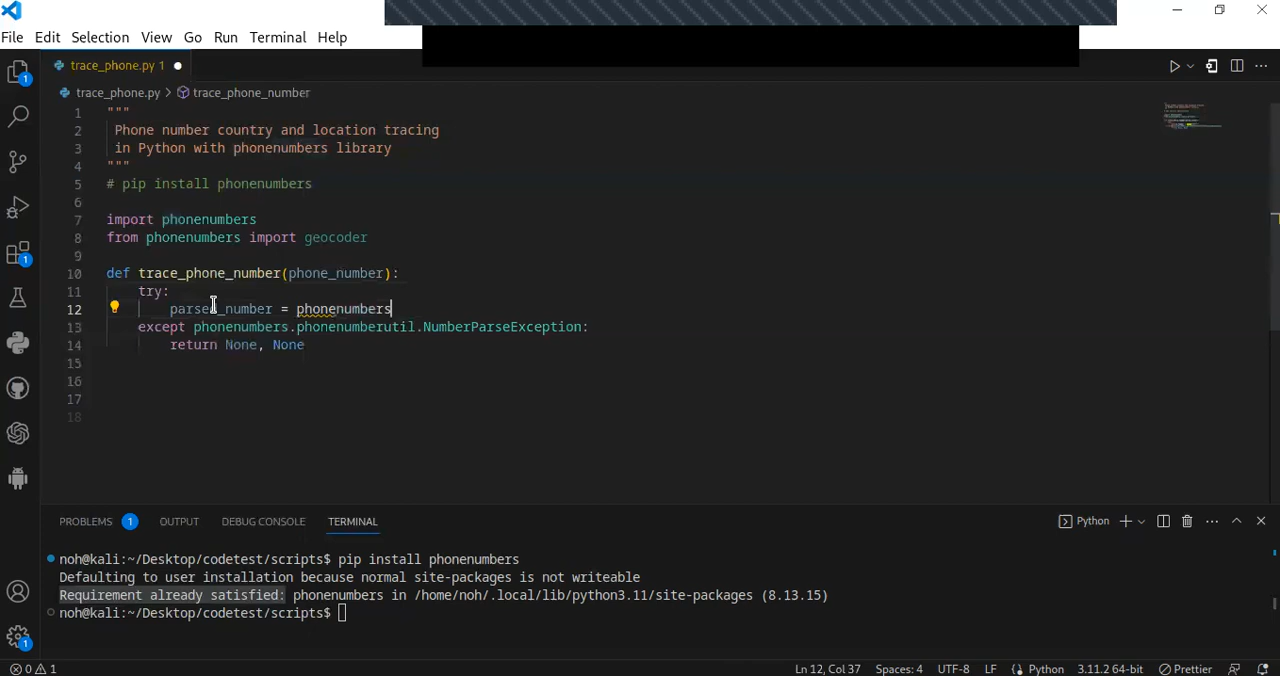 File Edit Selection View Go Run Terminal Help
trace_phone.py 1
trace_phone.py > trace_phone_number
1 """
2 Phone number country and location tracing
3 in Python with phonenumbers library
4 """
5 # pip install phonenumbers
6
7 import phonenumbers
8 from phonenumbers import geocoder
9
10 def trace_phone_number(phone_number):
11 try:
12 parsed_number = phonenumbers
13 except phonenumbers.phonenumberutil.NumberParseException:
14 return None, None
15
16
17
18
1
1
1
PROBLEMS 1 OUTPUT DEBUG CONSOLE TERMINAL Python
noh@kali:~/Desktop/codetest/scripts$ pip install phonenumbers
Defaulting to user installation because normal site-packages is not writeable
Requirement already satisfied: phonenumbers in /home/noh/.local/lib/python3.11/site-packages (8.13.15)
noh@kali:~/Desktop/codetest/scripts$
0 1 Ln 12, Col 37 Spaces: 4 UTF-8 LF Python 3.11.2 64-bit Prettier